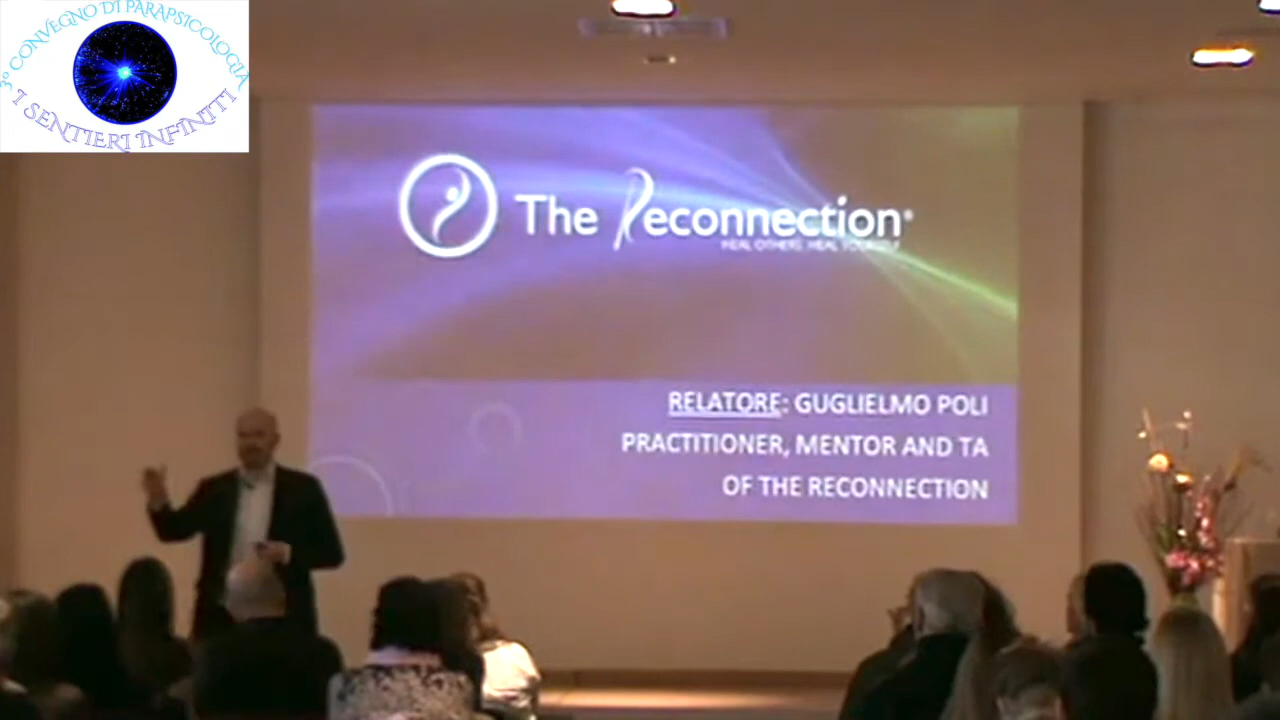 3° CONVEGNO DI PARAPSICOLOGIA
I SENTIERI INFINITI
The Reconnection®
HEAL OTHERS, HEAL YOURSELF
RELATORE: GUGLIELMO POLI
PRACTITIONER, MENTOR AND TA
OF THE RECONNECTION